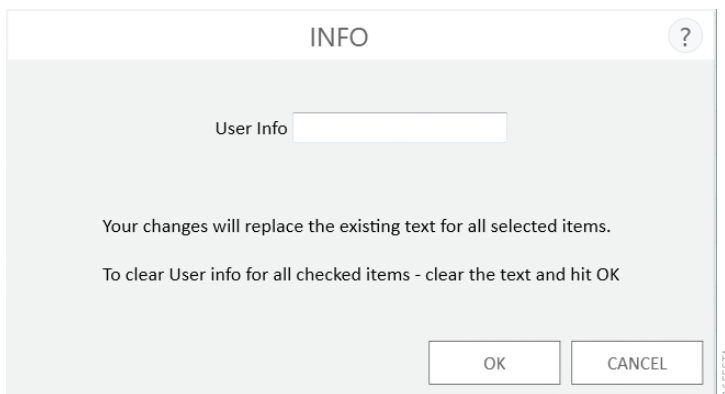 INFO
?
User Info
Your changes will replace the existing text for all selected items.
To clear User info for all checked items - clear the text and hit OK
OK
CANCEL